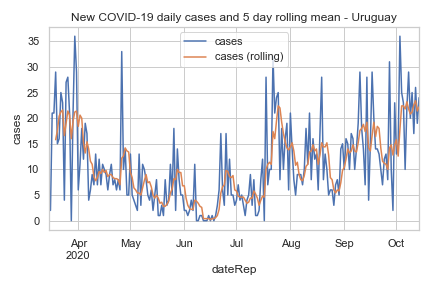 New COVID-19 daily cases and 5 day rolling mean - Uruguay
cases
cases (rolling)
35
30
25
20
15
10
5
0
cases
Apr
2020
May
Jun
Jul
Aug
Sep
Oct
dateRep